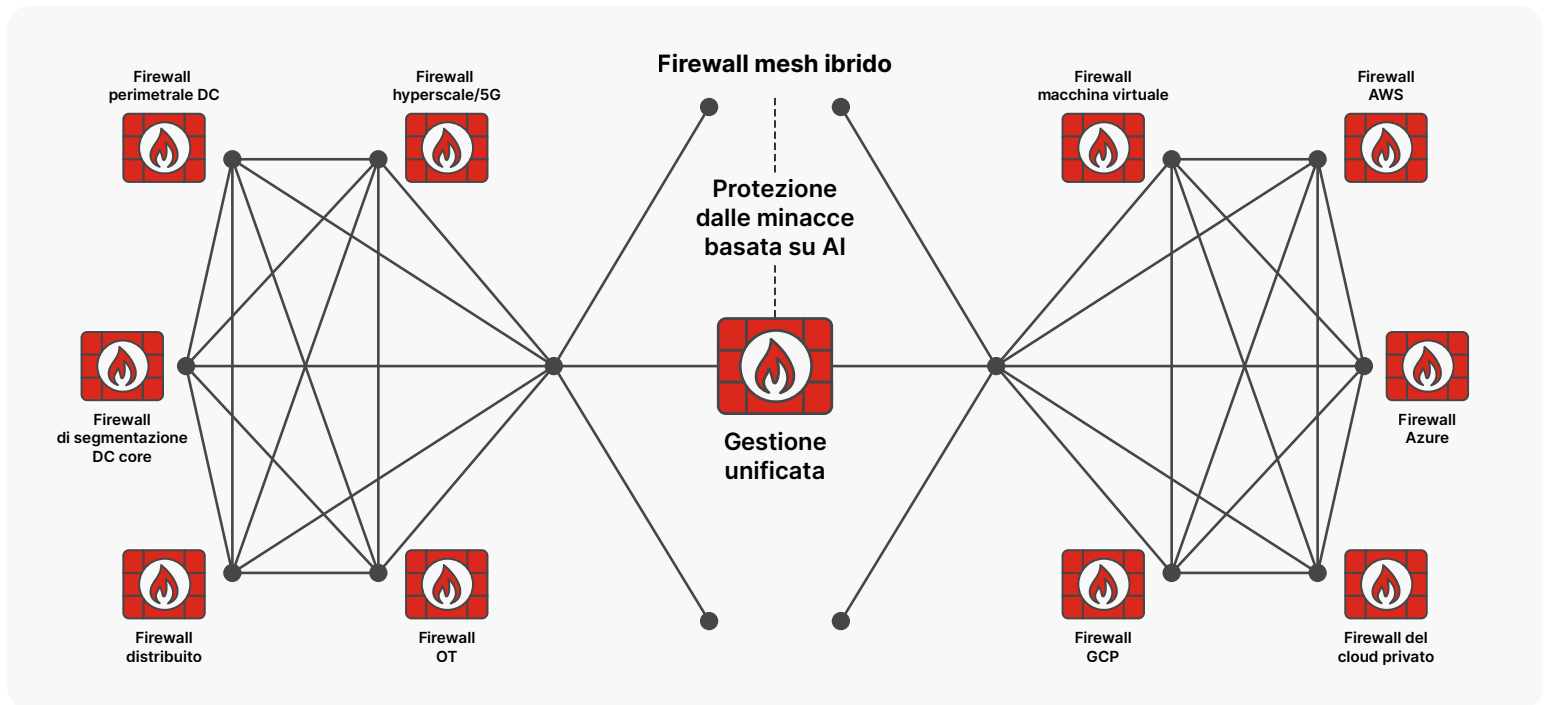 Firewall mesh ibrido
Firewall
perimetrale DC
Firewall
hyperscale/5G
Firewall
macchina virtuale
Firewall
AWS
Protezione
dalle minacce
basata su AI
Firewall
di segmentazione
DC core
Gestione
unificata
Firewall
Azure
Firewall
distribuito
Firewall
OT
Firewall
GCP
Firewall del
cloud privato